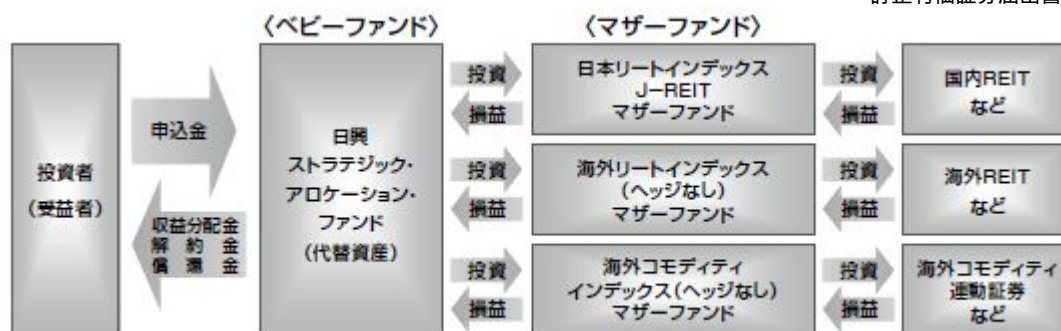 〈ベビーファンド〉
〈マザーファンド〉
投資者
(受益者)
申込金
収益分配金
解約金
償還金
日興
ストラテジック・
アロケーション・
ファンド
(代替資産)
投資
損益
日本リートインデックス
J−REIT
マザーファンド
投資
損益
国内REIT
など
投資
損益
海外リートインデックス
(ヘッジなし)
マザーファンド
投資
損益
海外REIT
など
投資
損益
海外コモディティ
インデックス(ヘッジなし)
マザーファンド
投資
損益
海外コモディティ
連動証券
など